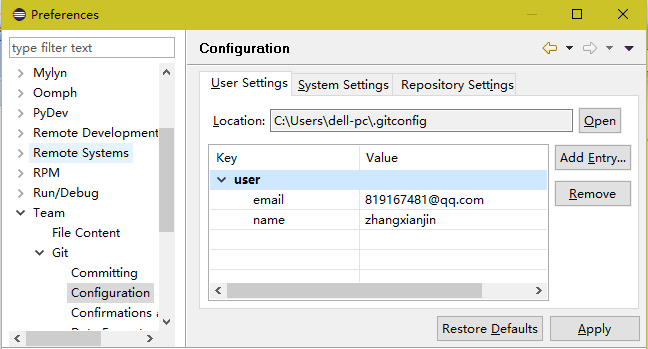 Preferences
type filter text
Mylyn
Oomph
PyDev
Remote Development
Remote Systems
RPM
Run/Debug
Team
File Content
Git
Committing
Configuration
Confirmations a
Configuration
User Settings System Settings Repository Settings
Location: C:\Users\dell-pc\.gitconfig Open
Key Value
user
email 819167481@qq.com
name zhangxianjin
Add Entry...
Remove
Restore Defaults Apply